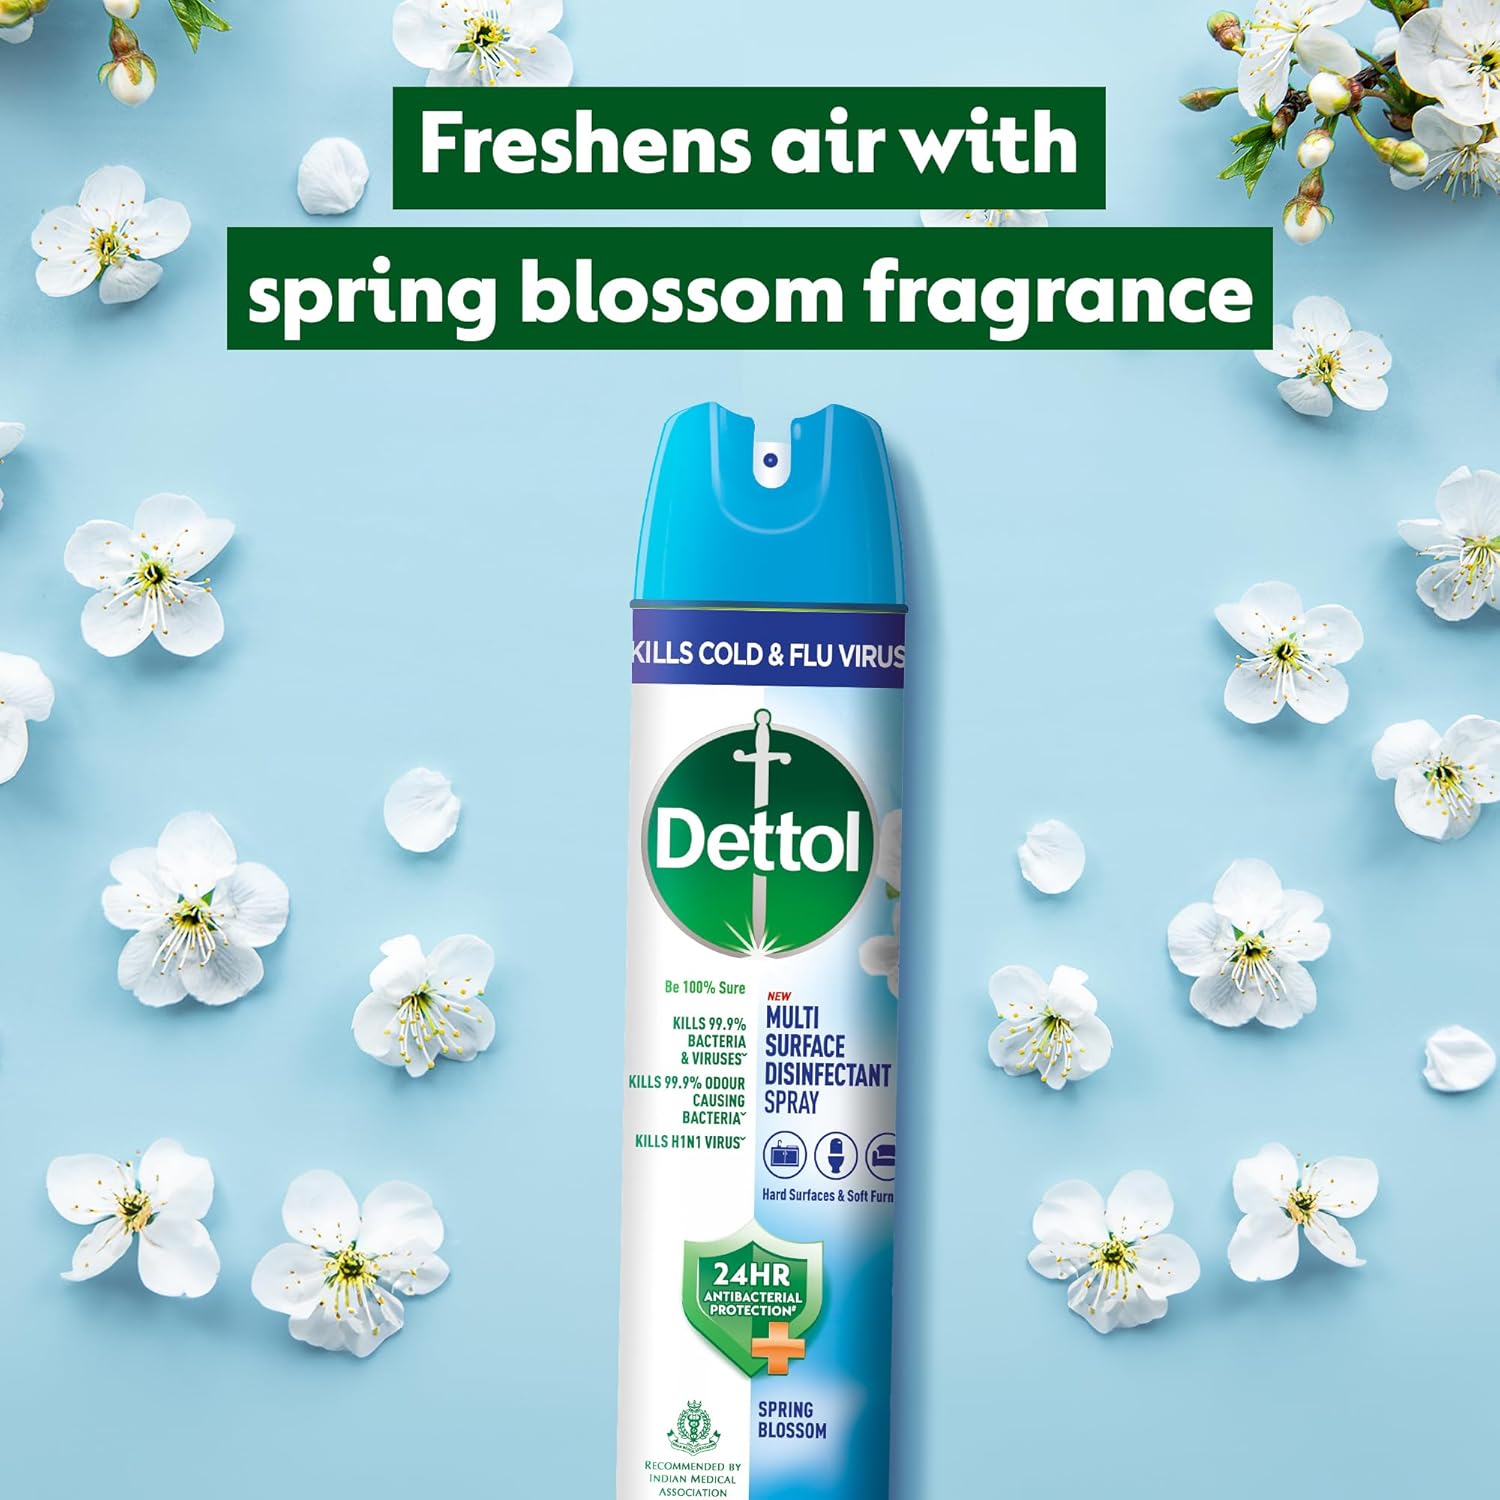 Freshens air with
spring blossom fragrance
KILLS COLD & FLU VIRUS
Dettol
Be 100% Sure
KILLS 99.9%
BACTERIA
& VIRUSES~
KILLS 99.9% ODOUR
CAUSING
BACTERIA~
KILLS H1N1 VIRUS~
NEW
MULTI
SURFACE
DISINFECTANT
SPRAY
Hard Surfaces & Soft Furn
24HR
ANTIBACTERIAL
PROTECTION#
SPRING
BLOSSOM
RECOMMENDED BY
INDIAN MEDICAL
ASSOCIATION